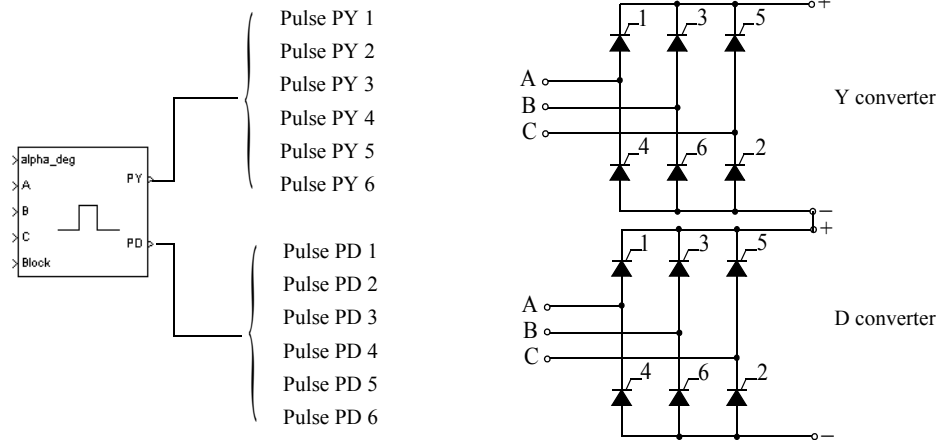 Pulse PY 1
Pulse PY 2
Pulse PY 3
Pulse PY 4
Pulse PY 5
Pulse PY 6
alpha_deg
A
B
C
Block
PY
PD
Pulse PD 1
Pulse PD 2
Pulse PD 3
Pulse PD 4
Pulse PD 5
Pulse PD 6
1 3 5 +
A
B
C
4 6 2
−
Y converter
1 3 5 +
A
B
C
4 6 2
−
D converter